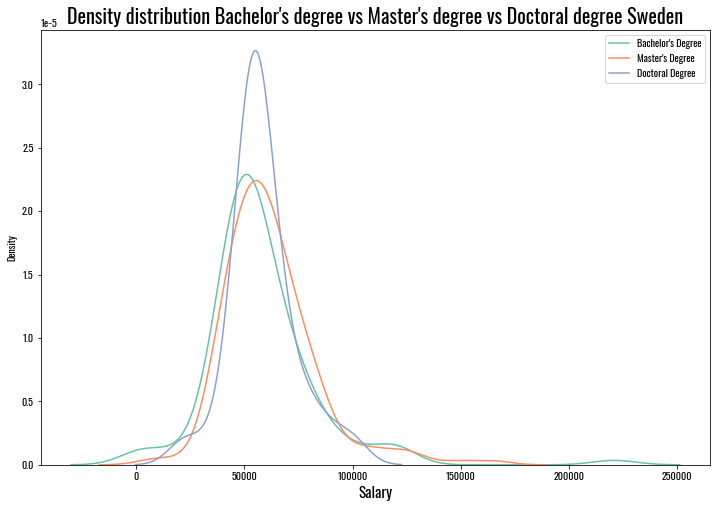 Density distribution Bachelor's degree vs Master's degree vs Doctoral degree Sweden
1e-5
Bachelor's Degree
Master's Degree
Doctoral Degree
3.0
2.5
2.0
1.5
1.0
0.5
0.0
Density
0 50000 100000 150000 200000 250000
Salary